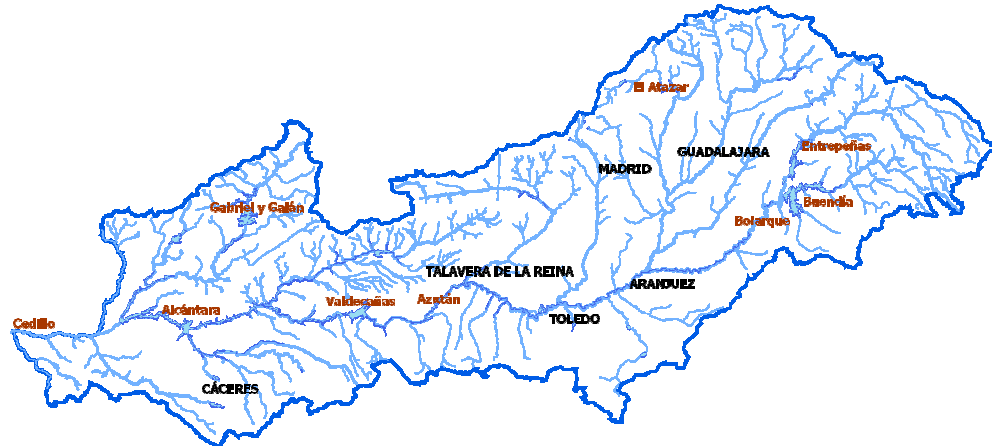 El Atazar
Entrepeñas
GUADALAJARA
MADRID
Buendía
Gabriel y Galán
Bolarque
TALAVERA DE LA REINA
ARANJUEZ
Valdecañas
Azután
Alcántara
TOLEDO
Cedillo
CÁCERES